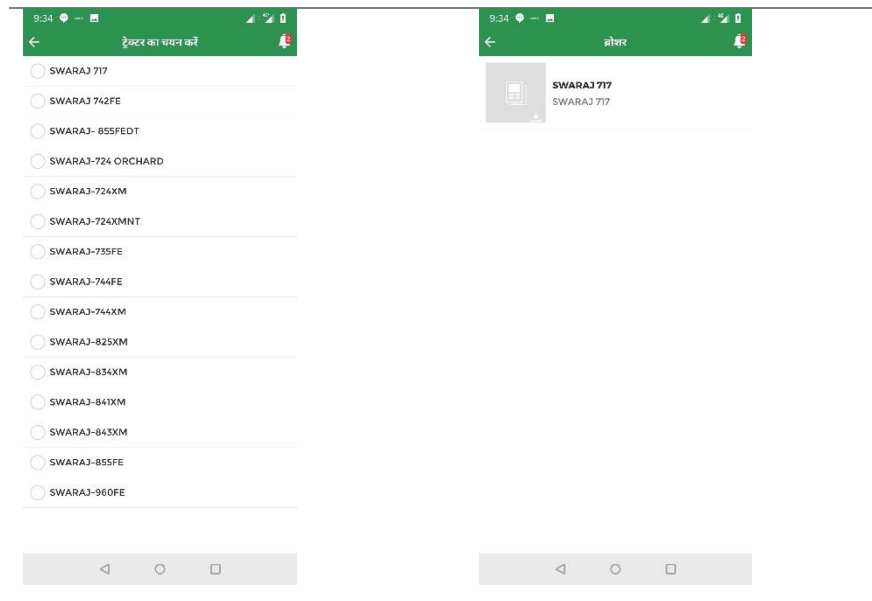 9:34
ट्रेक्टर का चयन करें
2
SWARAJ 717
SWARAJ 742FE
SWARAJ- 855FEDT
SWARAJ-724 ORCHARD
SWARAJ-724XM
SWARAJ-724XMNT
SWARAJ-735FE
SWARAJ-744FE
SWARAJ-744XM
SWARAJ-825XM
SWARAJ-834XM
SWARAJ-841XM
SWARAJ-843XM
SWARAJ-855FE
SWARAJ-960FE
9:34
ब्रोशर
2
SWARAJ 717
SWARAJ 717